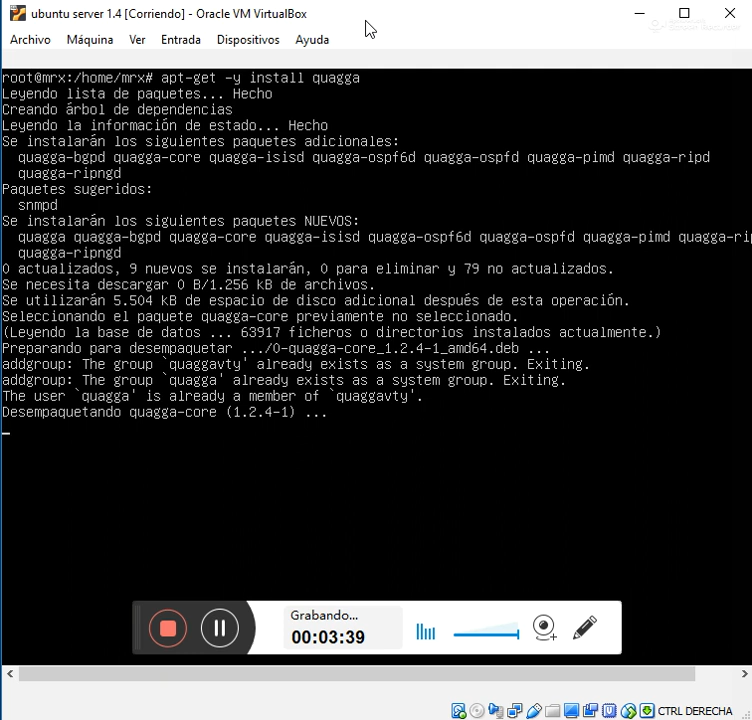 ubuntu server 1.4 [Corriendo] - Oracle VM VirtualBox
Archivo Máquina Ver Entrada Dispositivos Ayuda
root@mrx:/home/mrx# apt-get -y install quagga
Leyendo lista de paquetes... Hecho
Creando árbol de dependencias
Leyendo la información de estado... Hecho
Se instalarán los siguientes paquetes adicionales:
quagga-bgpd quagga-core quagga-isisd quagga-ospf6d quagga-ospfd quagga-pimd quagga-ripd
quagga-ripngd
Paquetes sugeridos:
snmpd
Se instalarán los siguientes paquetes NUEVOS:
quagga quagga-bgpd quagga-core quagga-isisd quagga-ospf6d quagga-ospfd quagga-pimd quagga-rip
quagga-ripngd
0 actualizados, 9 nuevos se instalarán, 0 para eliminar y 79 no actualizados.
Se necesita descargar 0 B/1.256 kB de archivos.
Se utilizarán 5.504 kB de espacio de disco adicional después de esta operación.
Seleccionando el paquete quagga-core previamente no seleccionado.
(Leyendo la base de datos ... 63917 ficheros o directorios instalados actualmente.)
Preparando para desempaquetar .../0-quagga-core_1.2.4-1_amd64.deb ...
addgroup: The group `quaggavty' already exists as a system group. Exiting.
addgroup: The group `quagga' already exists as a system group. Exiting.
The user `quagga' is already a member of `quaggavty'.
Desempaquetando quagga-core (1.2.4-1) ...
Grabando...
00:03:39
CTRL DERECHA